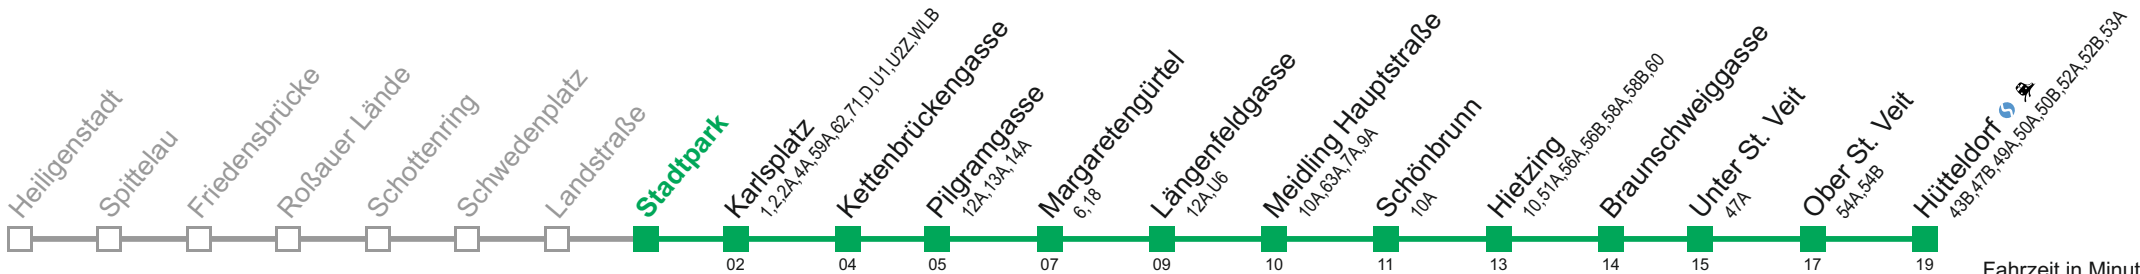 Heiligenstadt
Spittelau
Friedensbrücke
Roßauer Lände
Schottenring
Schwedenplatz
Landstraße
Stadtpark
Karlsplatz
1,2,2A,4A,59A,62,71,D,U1,U2Z,WLB
Kettenbrückengasse
Pilgramgasse
12A,13A,14A
Margaretengürtel
6,18
Längenfeldgasse
12A,U6
Meidling Hauptstraße
10A,63A,7A,9A
Schönbrunn
10A
Hietzing
10,51A,56A,56B,58A,58B,60
Braunschweiggasse
Unter St. Veit
47A
Ober St. Veit
54A,54B
Hütteldorf
43B,47B,49A,50A,50B,52A,52B,53A
02 04 05 07 09 10 11 13 14 15 17 19
Fahrzeit in Minut